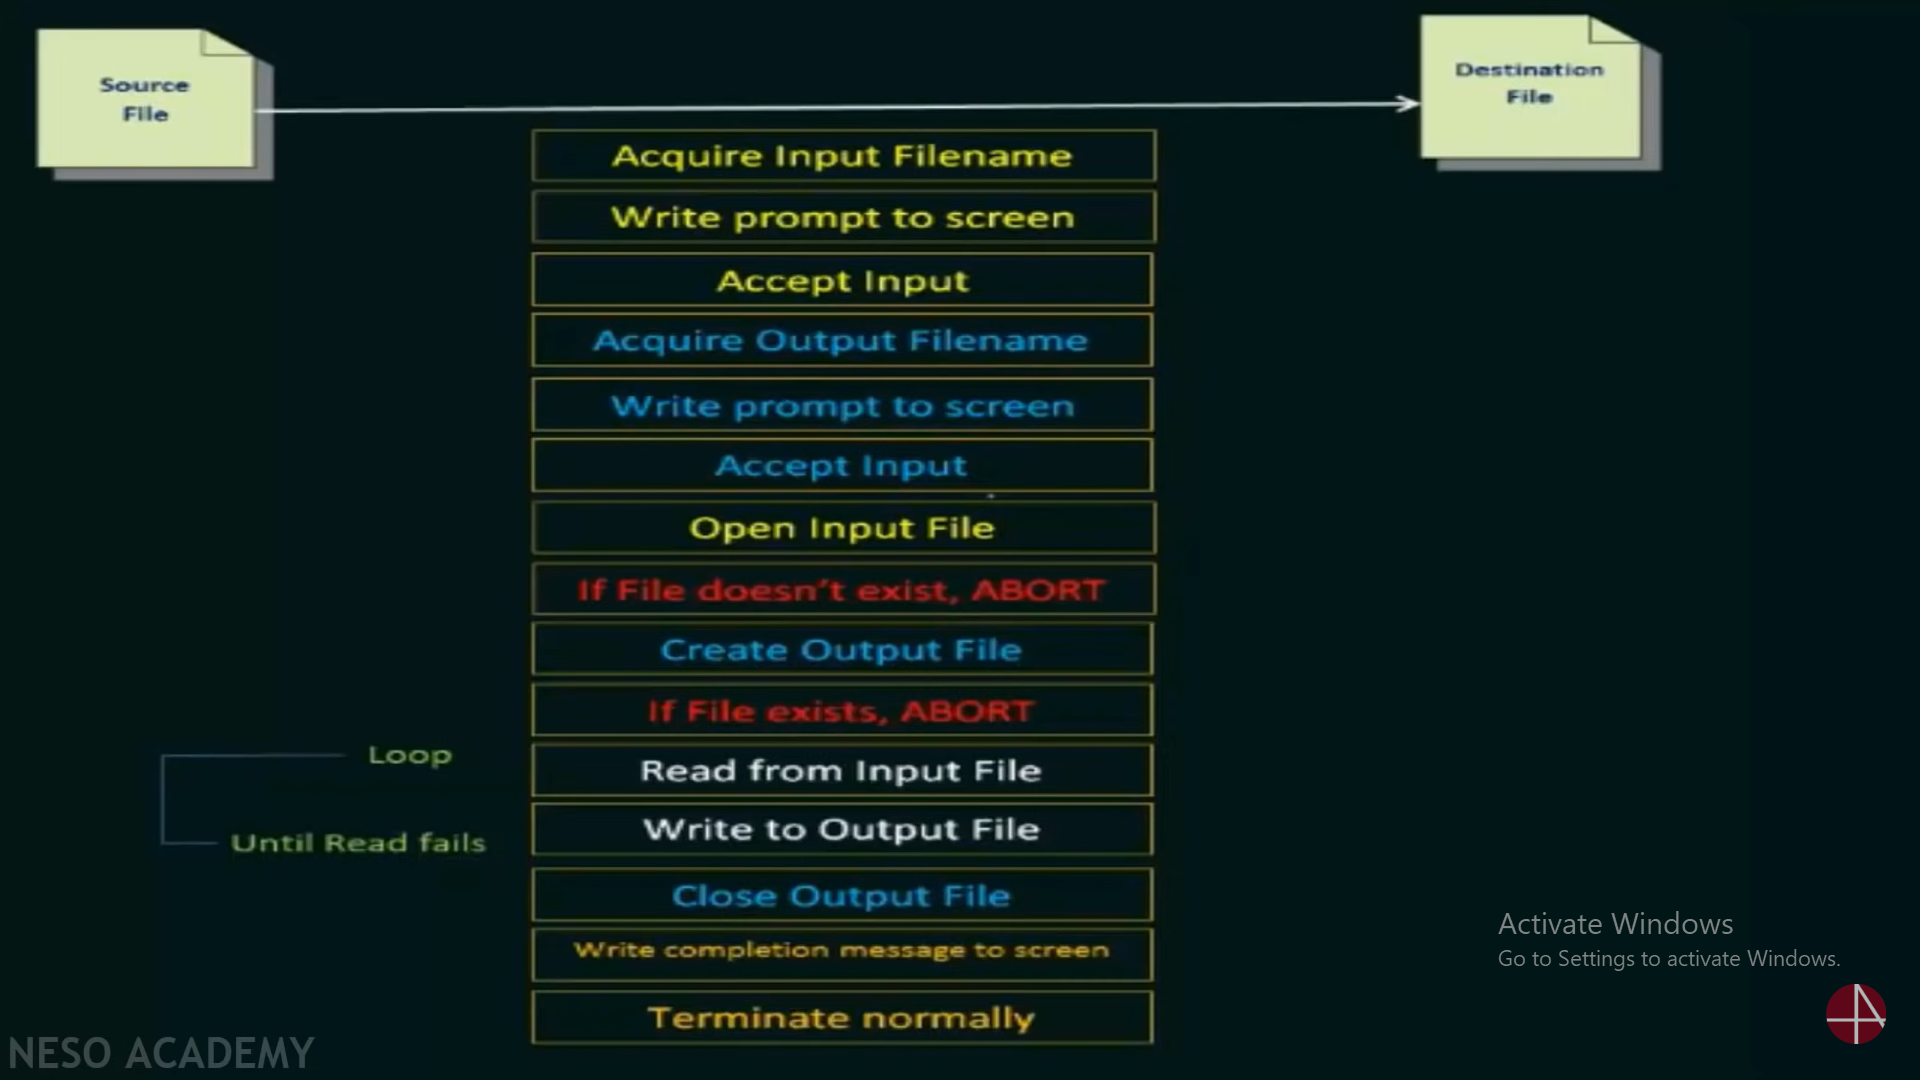 Source
File
Destination
File
Acquire Input Filename
Write prompt to screen
Accept Input
Acquire Output Filename
Write prompt to screen
Accept Input
Open Input File
If File doesn't exist, ABORT
Create Output File
If File exists, ABORT
Loop
Read from Input File
Write to Output File
Until Read fails
Close Output File
Write completion message to screen
Terminate normally
Activate Windows
Go to Settings to activate Windows.
NESO ACADEMY